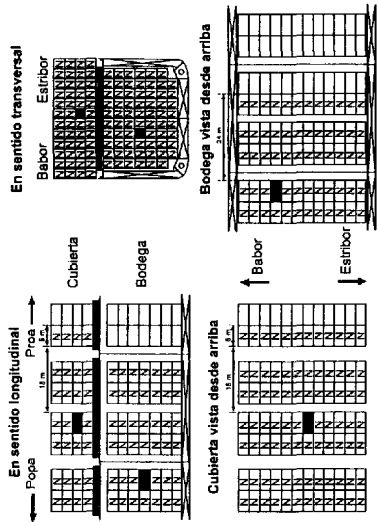 En sentido longitudinal
Popa
Proa
18 m
6 m
Cubierta
Bodega
En sentido transversal
Babor
Estribor
Cubierta vista desde arriba
18 m
6 m
Babor
Estribor
Bodega vista desde arriba
24 m